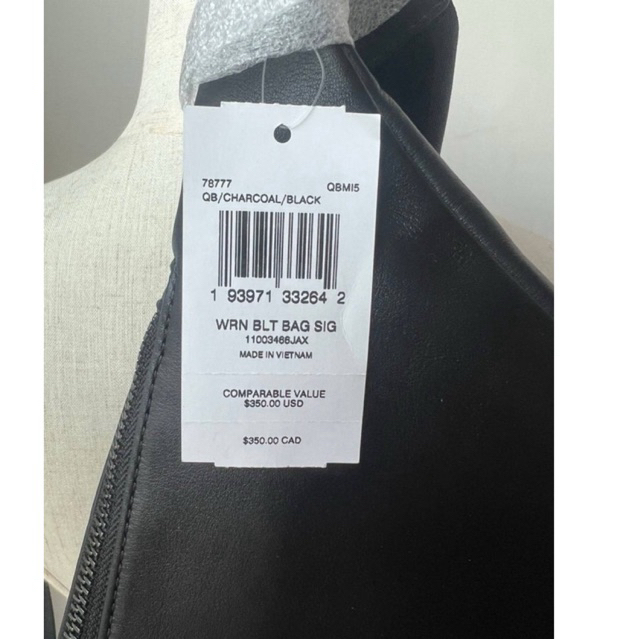 78777 QBMI5
QB/CHARCOAL/BLACK
1 93971 33264 2
WRN BLT BAG SIG
11003466JAX
MADE IN VIETNAM
COMPARABLE VALUE
$350.00 USD
$350.00 CAD